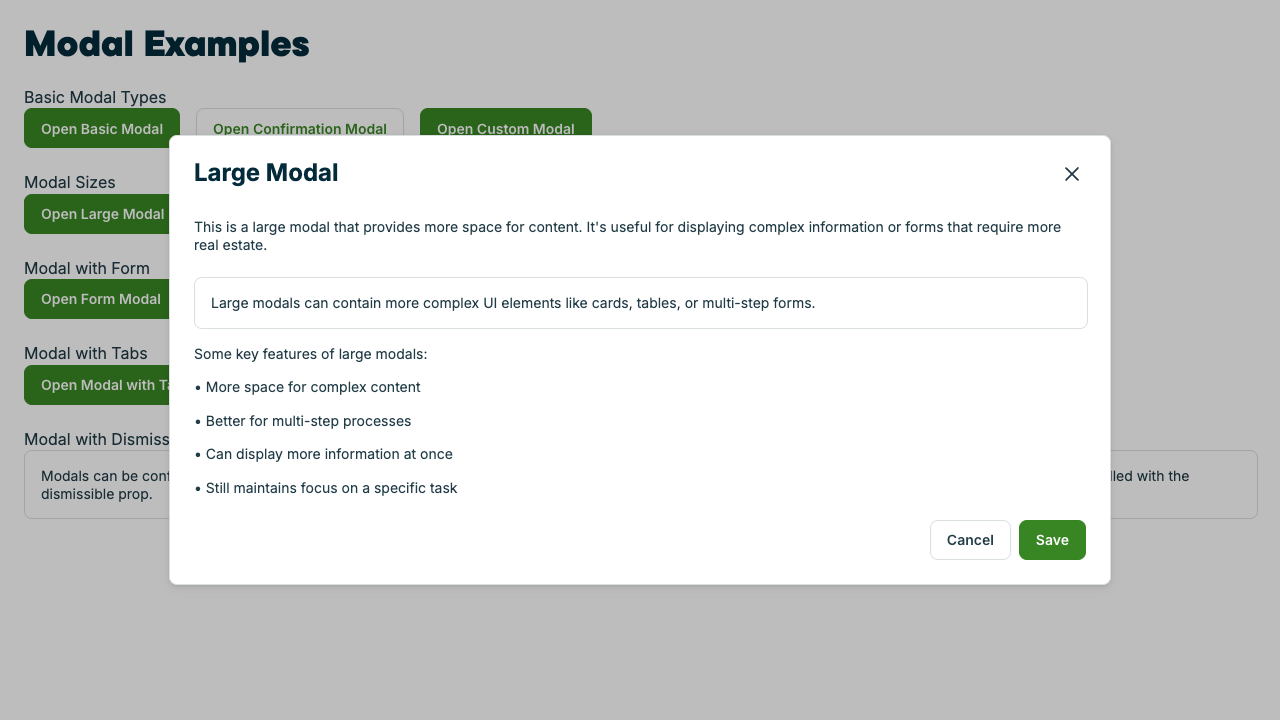 Modal Examples
Basic Modal Types
Open Basic Modal
Open Confirmation Modal
Open Custom Modal
Large Modal
Modal Sizes
Open Large Modal
This is a large modal that provides more space for content. It's useful for displaying complex information or forms that require more
real estate.
Modal with Form
Open Form Modal
Large modals can contain more complex UI elements like cards, tables, or multi-step forms.
Modal with Tabs
Open Modal with
Some key features of large modals:
• More space for complex content
• Better for multi-step processes
• Can display more information at once
• Still maintains focus on a specific task
Modal with
Modals can be
with the
dismissible prop.
Cancel
Save